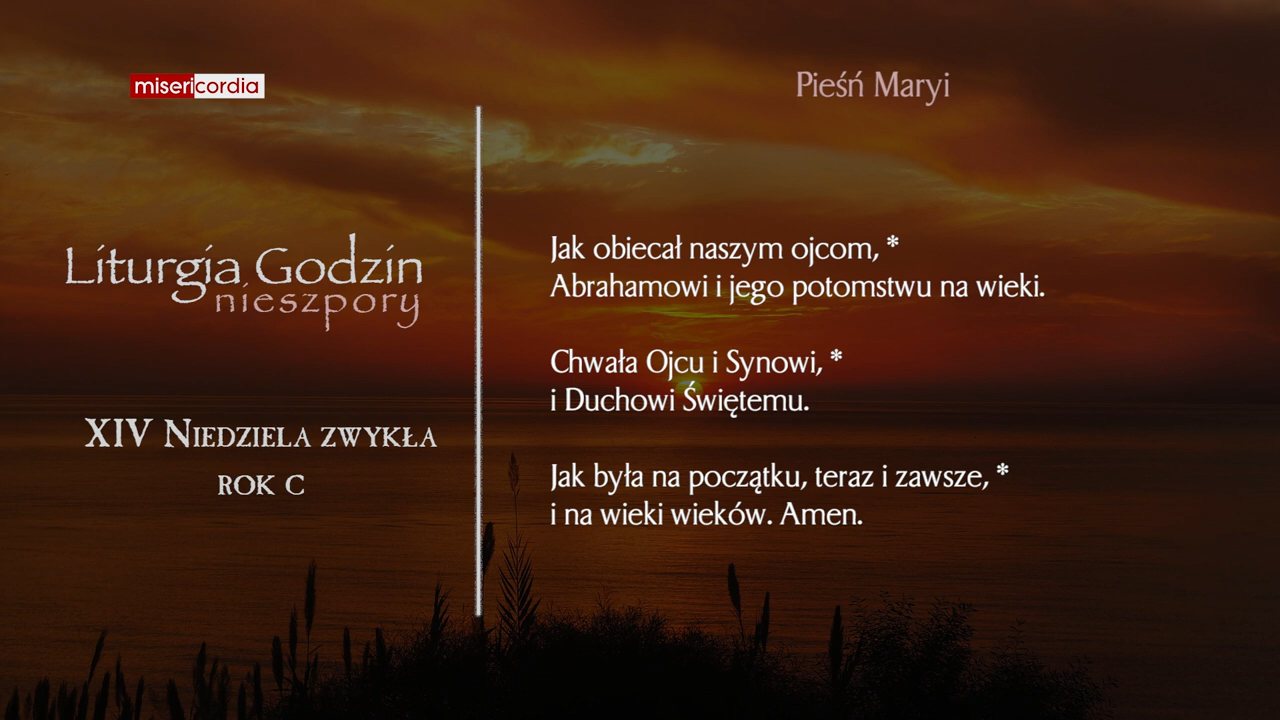 misericordia
Liturgia Godzin
nieszpory
XIV Niedziela zwykła
rok C
Pieśń Maryi
Jak obiecał naszym ojcom, *
Abrahamowi i jego potomstwu na wieki.
Chwała Ojcu i Synowi, *
i Duchowi Świętemu.
Jak była na początku, teraz i zawsze, *
i na wieki wieków. Amen.